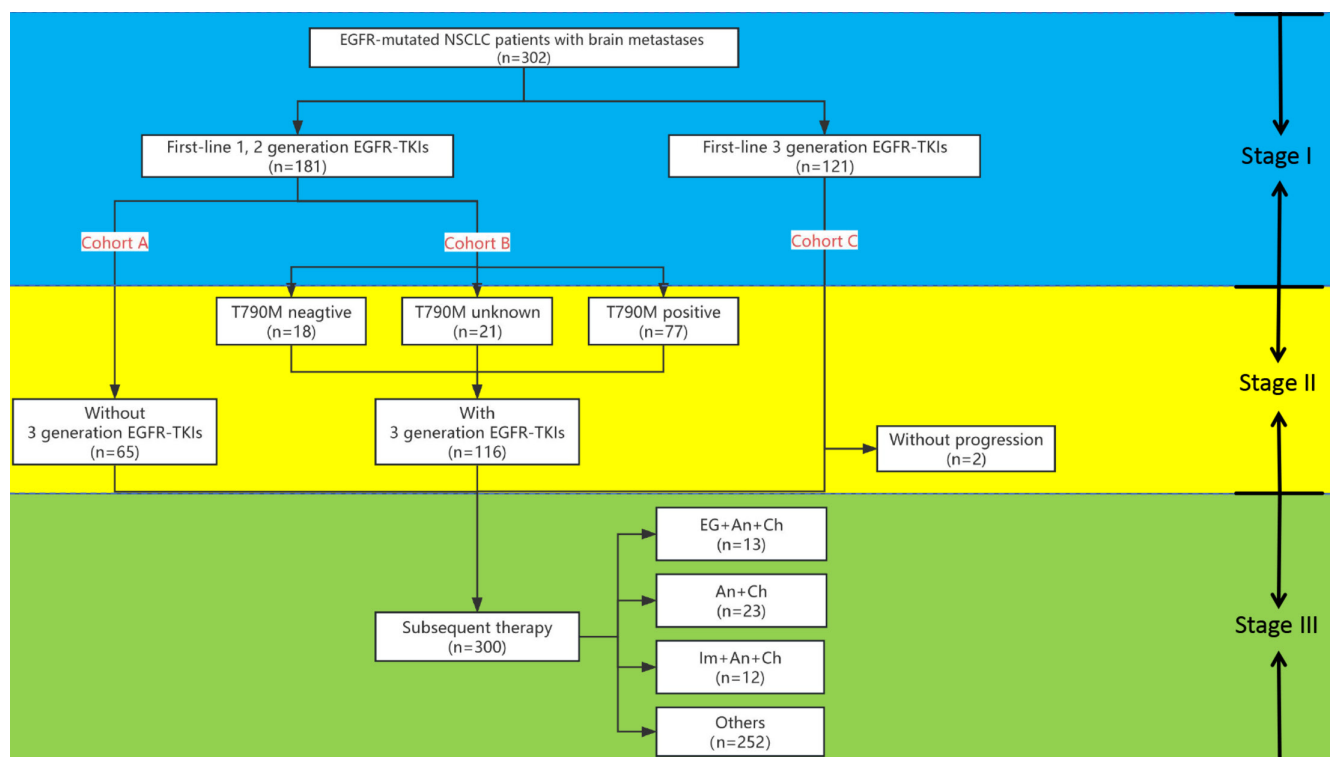 EGFR-mutated NSCLC patients with brain metastases
(n=302)
First-line 1, 2 generation EGFR-TKIs
(n=181)
First-line 3 generation EGFR-TKIs
(n=121)
Stage I
Cohort A
Cohort B
Cohort C
T790M neagtive
(n=18)
T790M unknown
(n=21)
T790M positive
(n=77)
Stage II
Without
3 generation EGFR-TKIs
(n=65)
With
3 generation EGFR-TKIs
(n=116)
Without progression
(n=2)
EG+An+Ch
(n=13)
An+Ch
(n=23)
Subsequent therapy
(n=300)
Stage III
Im+An+Ch
(n=12)
Others
(n=252)